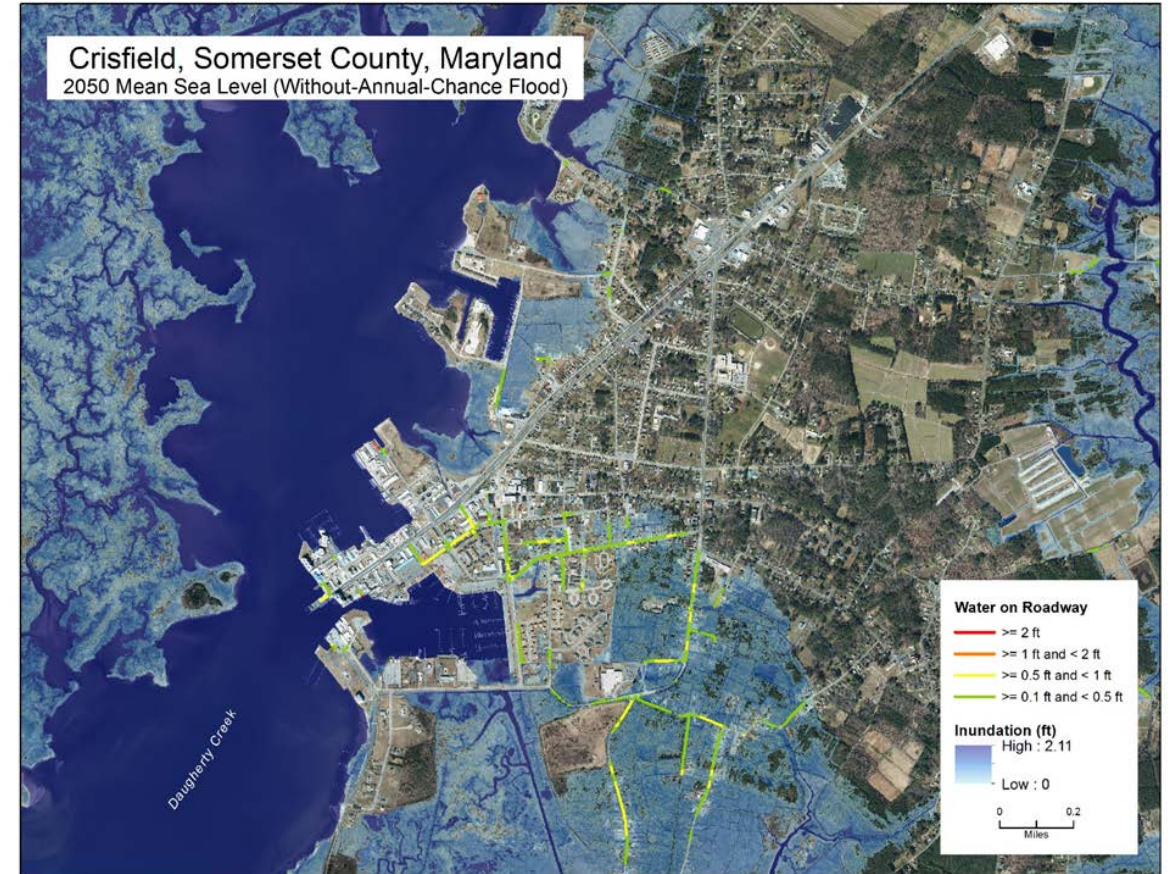 Crisfield, Somerset County, Maryland
2050 Mean Sea Level (Without-Annual-Chance Flood)
Daugherty Creek
Water on Roadway
>= 2 ft
>= 1 ft and < 2 ft
>= 0.5 ft and < 1 ft
>= 0.1 ft and < 0.5 ft
Inundation (ft)
High : 2.11
Low : 0
0 0.2
Miles